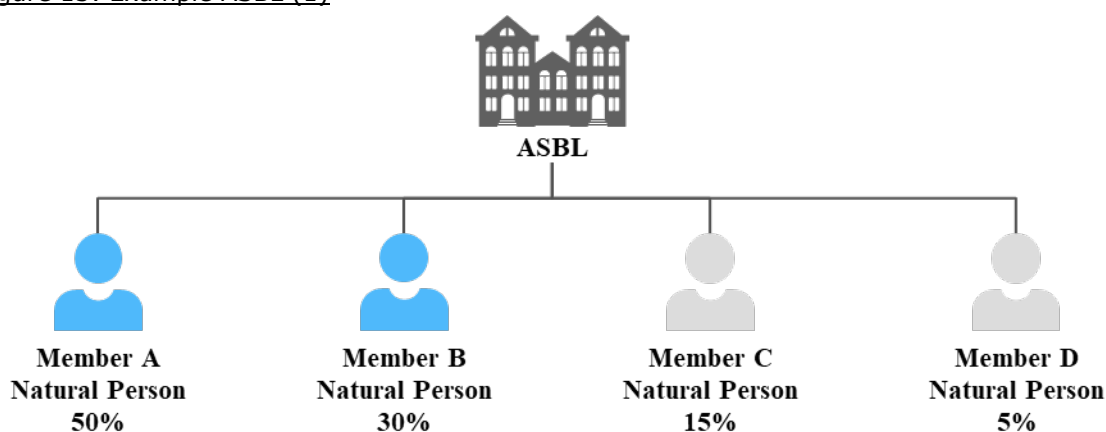 ASBL
Member A
Natural Person
50%
Member B
Natural Person
30%
Member C
Natural Person
15%
Member D
Natural Person
5%